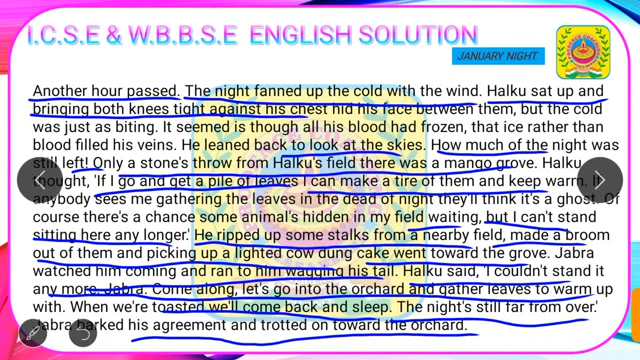 I.C.S.E & W.B.B.S.E ENGLISH SOLUTION
JANUARY NIGHT
Another hour passed. The night fanned up the cold with the wind. Halku sat up and
bringing both knees tight against his chest hid his face between them, but the cold
was just as biting. It seemed is though all his blood had frozen, that ice rather than
blood filled his veins. He leaned back to look at the skies. How much of the night was
still left! Only a stone's throw from Halku's field there was a mango grove. Halku
thought, 'If I go and get a pile of leaves I can make a tire of them and keep warm. If
anybody sees me gathering the leaves in the dead of night they'll think it's a ghost. Of
course there's a chance some animal's hidden in my field waiting, but I can't stand
sitting here any longer.' He ripped up some stalks from a nearby field, made a broom
out of them and picking up a lighted cow dung cake went toward the grove. Jabra
watched him coming and ran to him wagging his tail. Halku said, 'I couldn't stand it
any more, Jabra. Come along, let's go into the orchard and gather leaves to warm up
with. When we're toasted we'll come back and sleep. The night's still far from over.'
Jabra barked his agreement and trotted on toward the orchard.